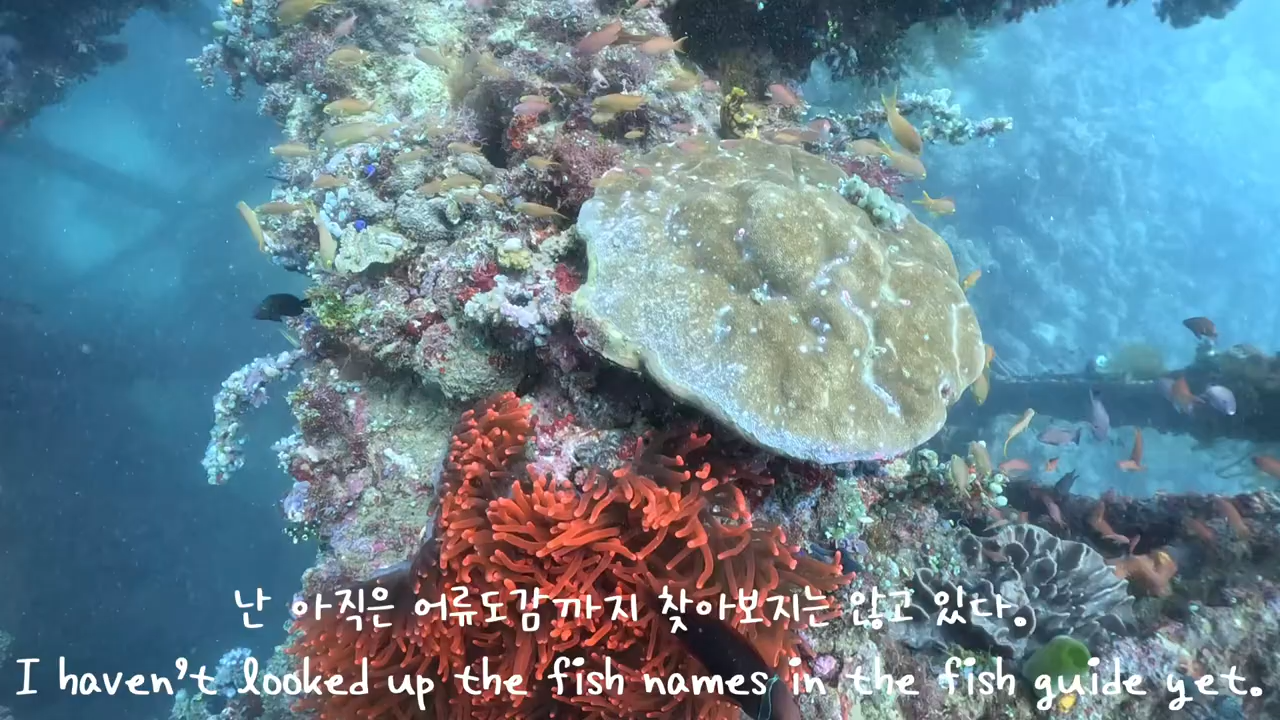 난 아직은 어류도감까지 찾아보지는 않고 있다.
I haven't looked up the fish names in the fish guide yet.